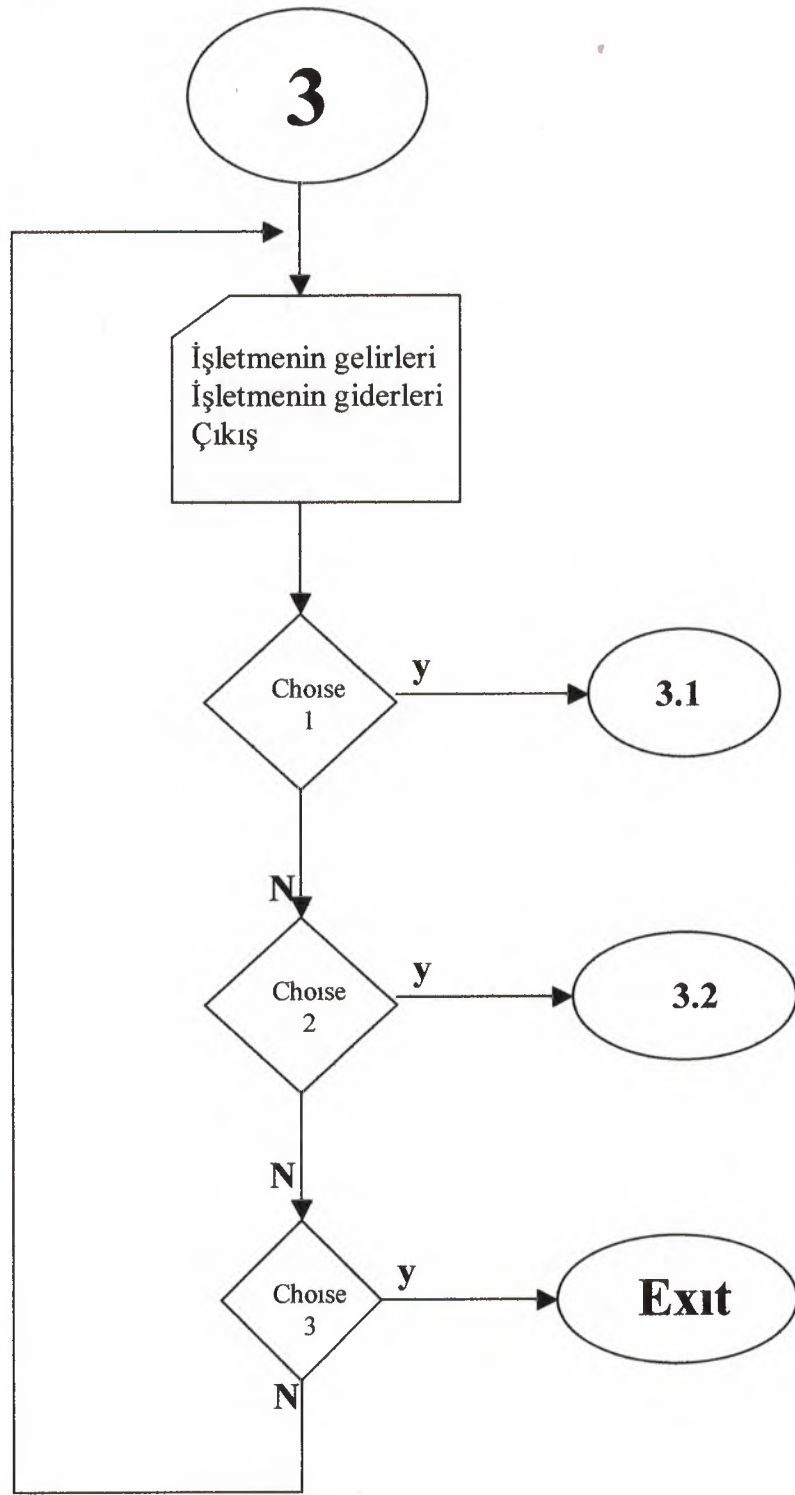 3
İşletmenin gelirleri
İşletmenin giderleri
Çıkış
Choıse
1
y
3.1
N
Choıse
2
y
3.2
N
Choıse
3
y
Exıt
N